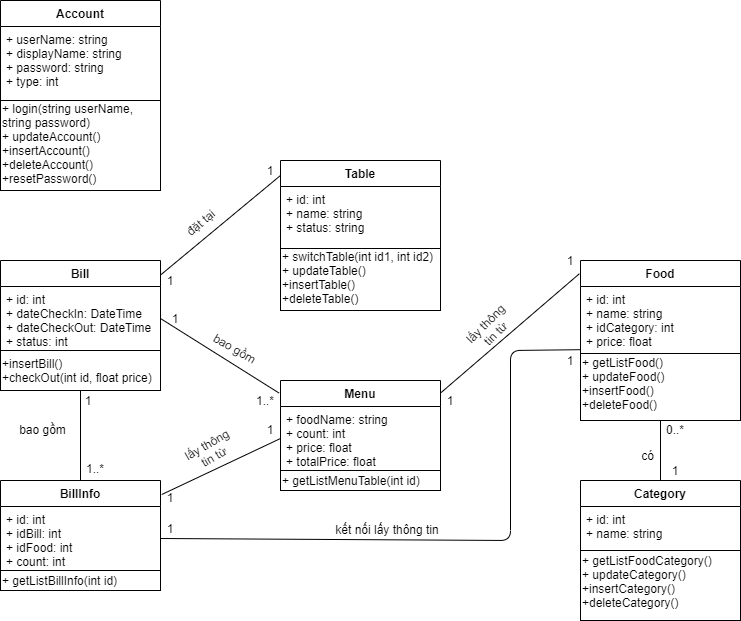 Account
+ userName: string
+ displayName: string
+ password: string
+ type: int
+ login(string userName,
string password)
+ updateAccount()
+insertAccount()
+deleteAccount()
+resetPassword()
Table
+ id: int
+ name: string
+ status: string
+ switchTable(int id1, int id2)
+ updateTable()
+insertTable()
+deleteTable()
1
đặt tại
1
Bill
+ id: int
+ dateCheckIn: DateTime
+ dateCheckOut: DateTime
+ status: int
+insertBill()
+checkOut(int id, float price)
1
bao gồm
1..*
1
bao gồm
1..*
Menu
+ foodName: string
+ count: int
+ price: float
+ totalPrice: float
+ getListMenuTable(int id)
1
lấy thông
tin từ
1
1
lấy thông
tin từ
1
Food
+ id: int
+ name: string
+ idCategory: int
+ price: float
+ getListFood()
+ updateFood()
+insertFood()
+deleteFood()
1
kết nối lấy thông tin
1
BillInfo
+ id: int
+ idBill: int
+ idFood: int
+ count: int
+ getListBillInfo(int id)
0..*
có
1
Category
+ id: int
+ name: string
+ getListFoodCategory()
+ updateCategory()
+insertCategory()
+deleteCategory()